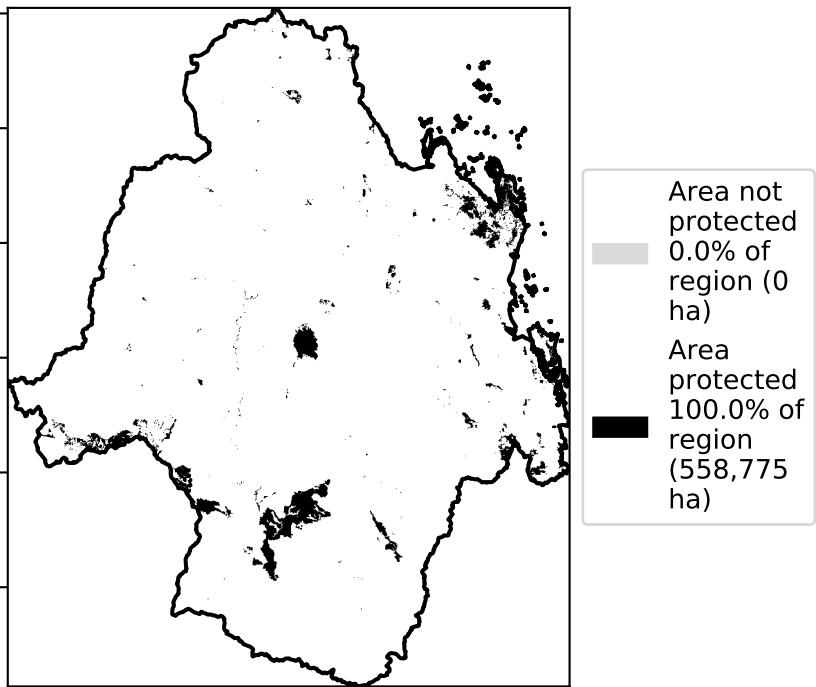 Area not
protected
0.0% of
region (0
ha)
Area
protected
100.0% of
region
(558,775
ha)